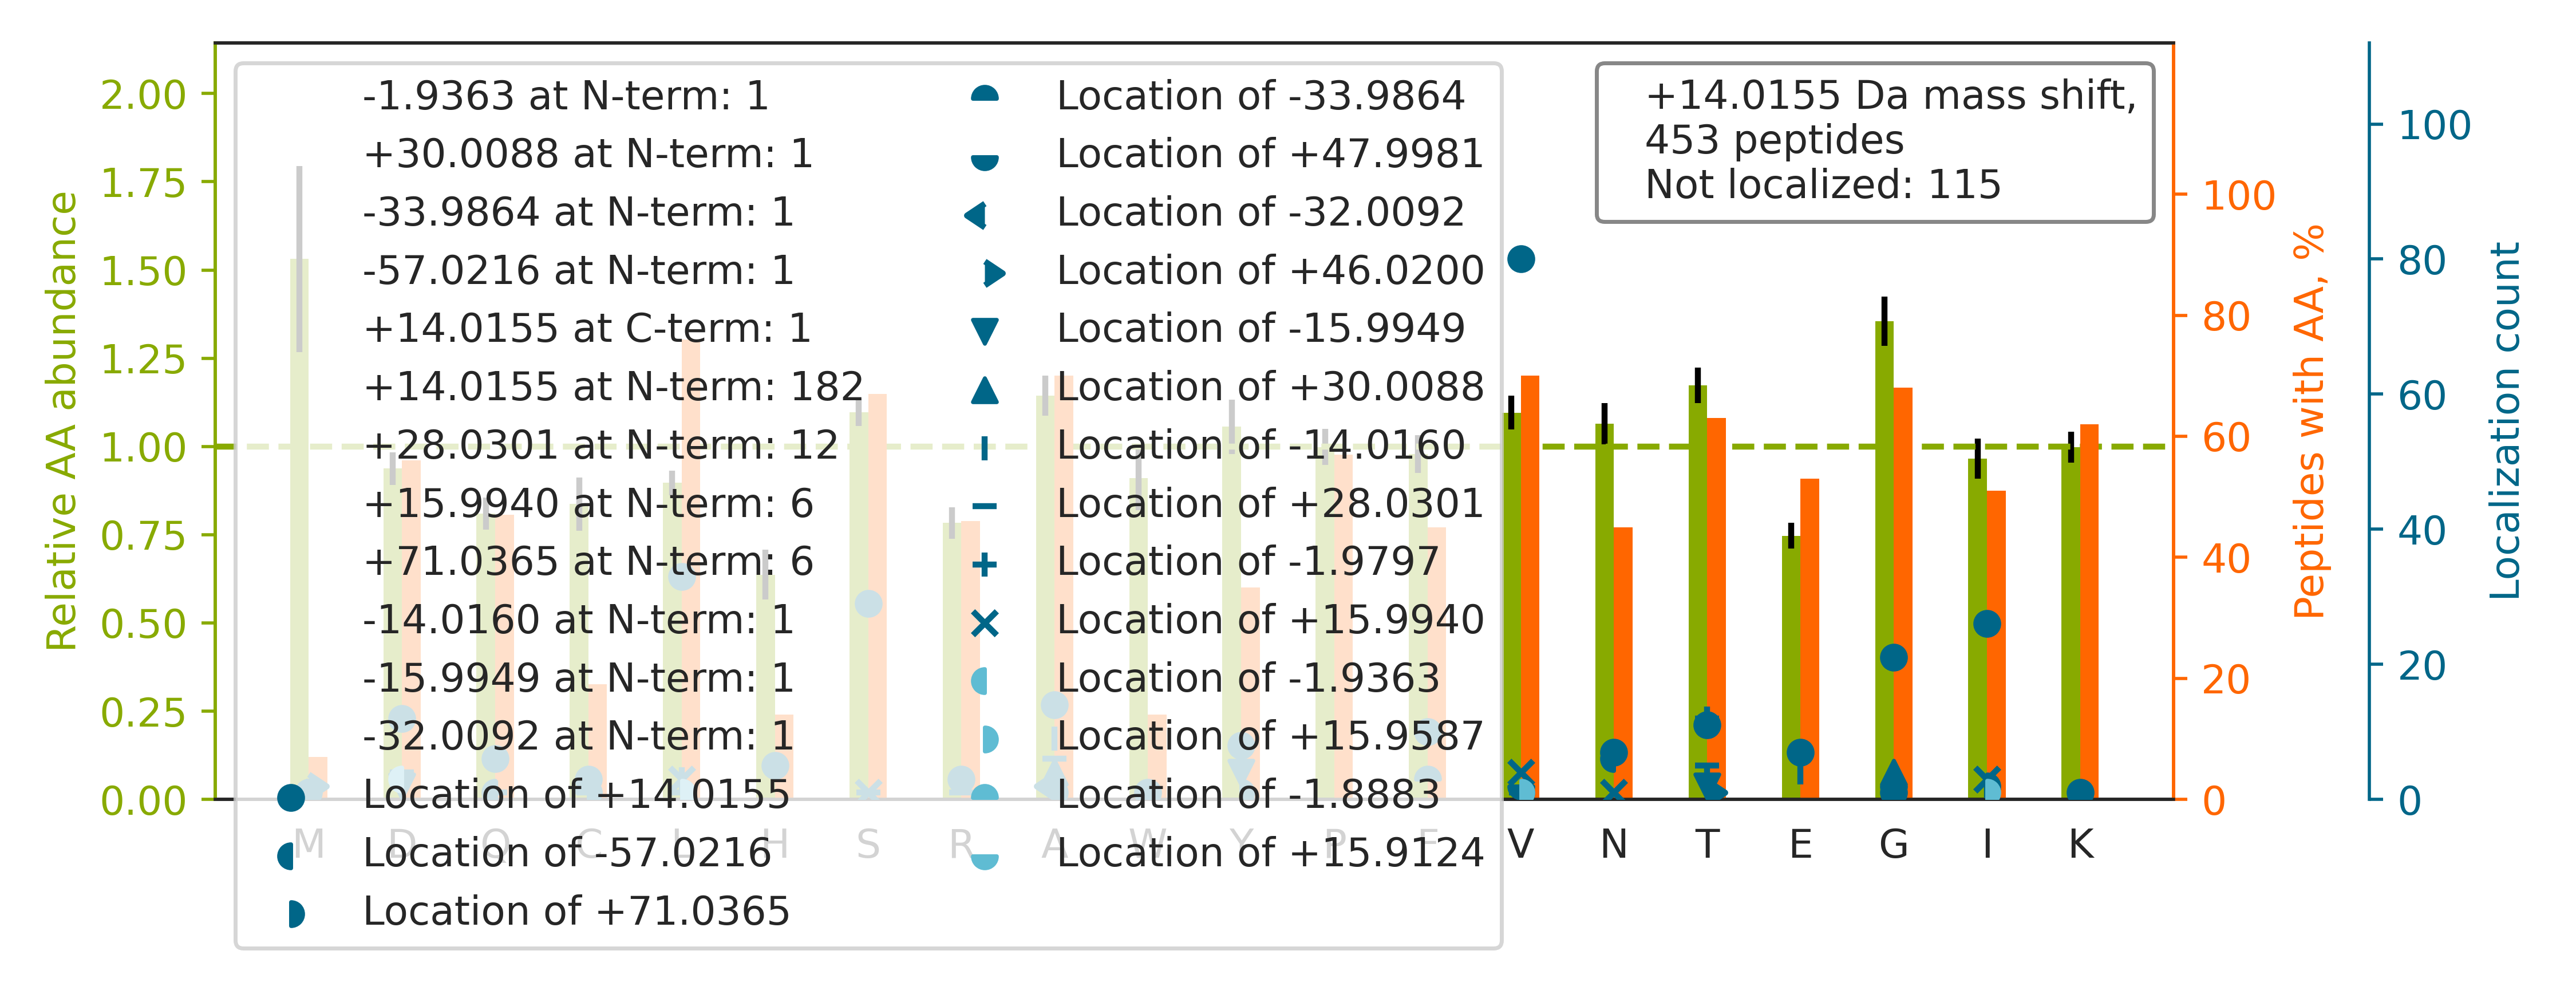 Relative AA abundance
2.00
1.75
1.50
1.25
1.00
0.75
0.50
0.25
0.00
-1.9363 at N-term: 1
+30.0088 at N-term: 1
-33.9864 at N-term: 1
-57.0216 at N-term: 1
+14.0155 at C-term: 1
+14.0155 at N-term: 182
+28.0301 at N-term: 12
+15.9940 at N-term: 6
+71.0365 at N-term: 6
-14.0160 at N-term: 1
-15.9949 at N-term: 1
-32.0092 at N-term: 1
Location of +14.0155
Location of -57.0216
Location of +71.0365
Location of -33.9864
Location of +47.9981
Location of -32.0092
Location of +46.0200
Location of -15.9949
Location of +30.0088
Location of -14.0160
Location of +28.0301
Location of -1.9797
Location of +15.9940
Location of -1.9363
Location of +15.9587
Location of -1.8883
Location of +15.9124
+14.0155 Da mass shift,
453 peptides
Not localized: 115
M D Q C L H S R A W Y P F V N T E G I K
100
80
60
40
20
0
Peptides with AA, %
100
80
60
40
20
0
Localization count